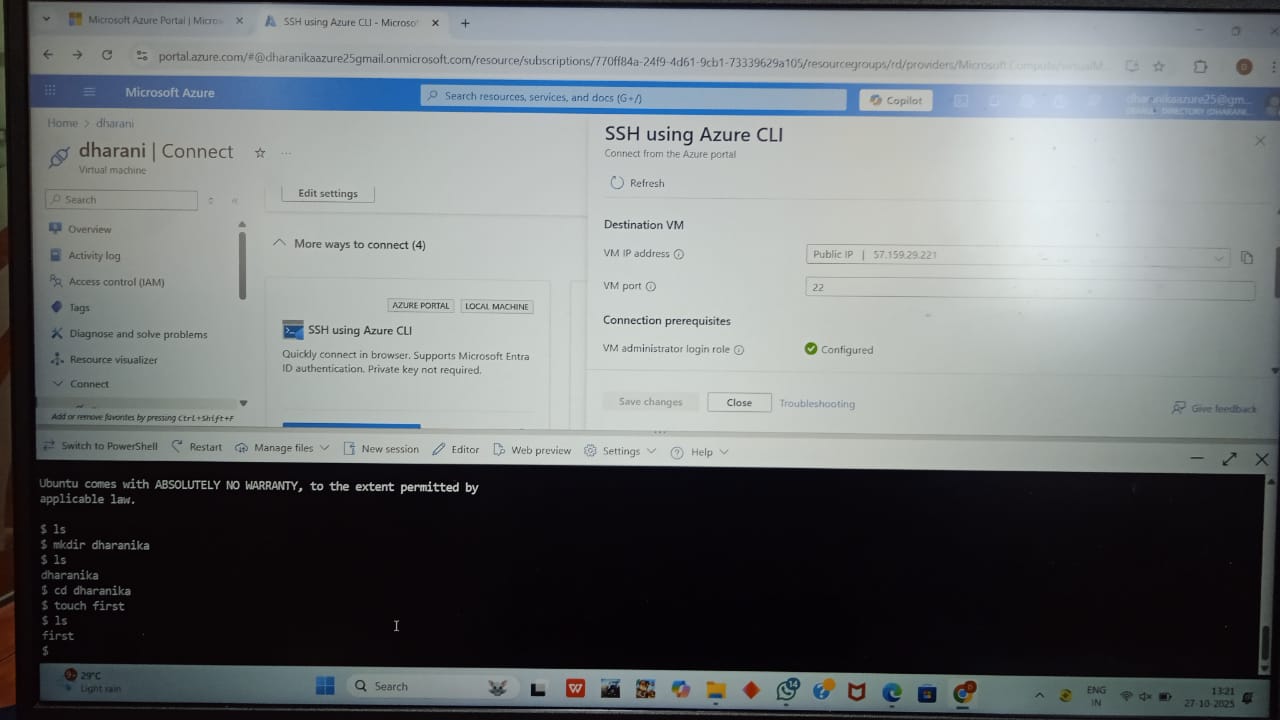 Microsoft Azure Portal | Micros
SSH using Azure CLI - Microso
portal.azure.com/#@dharanikaazure25gmail.onmicrosoft.com/resource/subscriptions/770ff84a-24f9-4d61-9cb1-73339629a105/resourcegroups/rd/providers/Microsoft.Compute/virtualM...
Microsoft Azure
Search resources, services, and docs (G+/)
Copilot
dharanikaazure25@gm...
Home > dharani
dharani | Connect
Virtual machine
Search
Overview
Activity log
Access control (IAM)
Tags
Diagnose and solve problems
Resource visualizer
Connect
Add or remove favorites by pressing Ctrl+Shift+F
Edit settings
More ways to connect (4)
AZURE PORTAL LOCAL MACHINE
SSH using Azure CLI
Quickly connect in browser. Supports Microsoft Entra
ID authentication. Private key not required.
SSH using Azure CLI
Connect from the Azure portal
Refresh
Destination VM
VM IP address Public IP | 57.159.29.221
VM port 22
Connection prerequisites
VM administrator login role Configured
Save changes Close Troubleshooting
Give feedback
Switch to PowerShell Restart Manage files New session Editor Web preview Settings Help
Ubuntu comes with ABSOLUTELY NO WARRANTY, to the extent permitted by
applicable law.
$ ls
$ mkdir dharanika
$ ls
dharanika
$ cd dharanika
$ touch first
$ ls
first
$
29°C
Light rain
Search
14
ENG
IN
13:21
27-10-2025